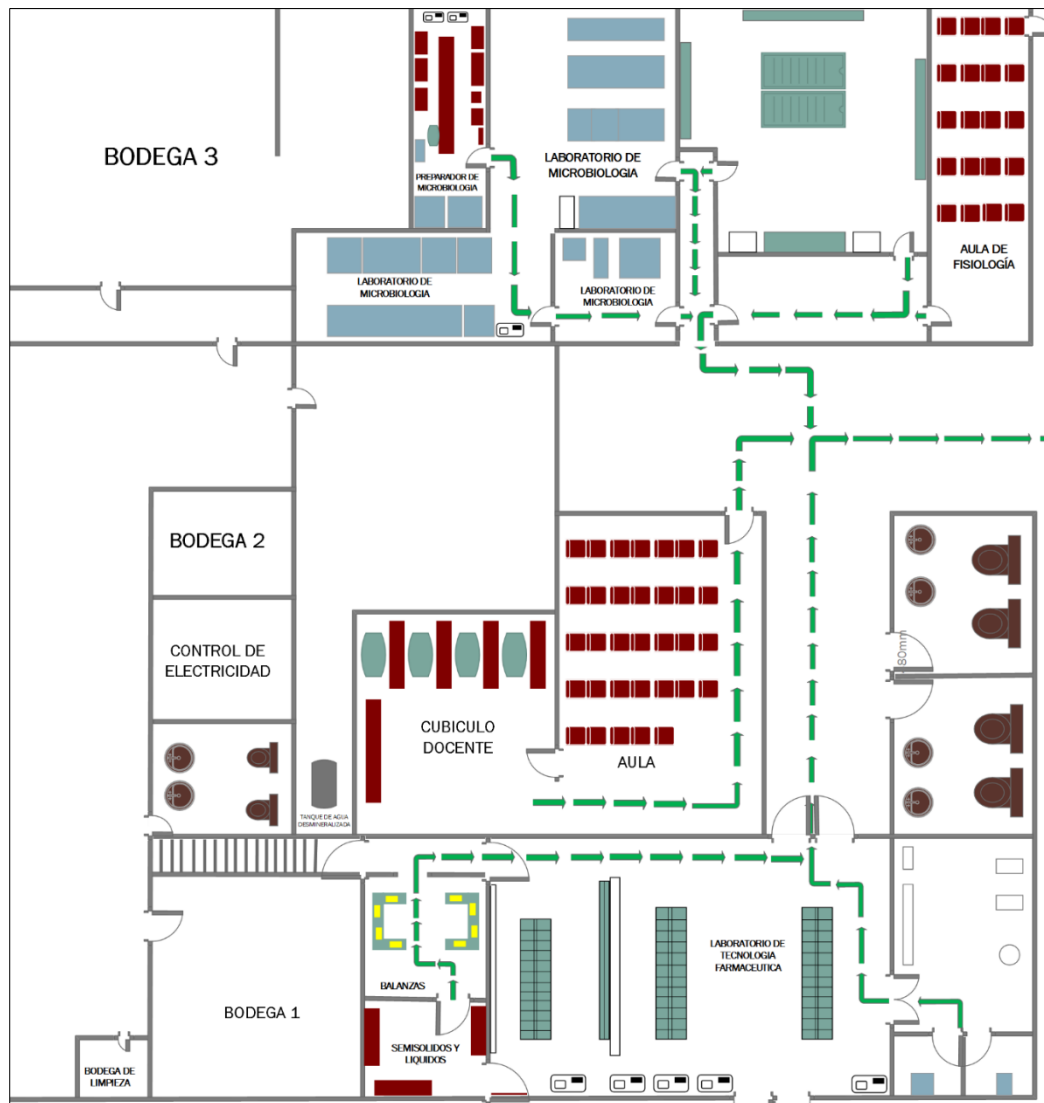 BODEGA 3
PREPARADOR DE
MICROBIOLOGIA
LABORATORIO DE
MICROBIOLOGIA
AULA DE
FISIOLOGÍA
LABORATORIO DE
MICROBIOLOGIA
LABORATORIO DE
MICROBIOLOGIA
BODEGA 2
CONTROL DE
ELECTRICIDAD
80mm
CUBICULO
DOCENTE
AULA
TANQUE DE AGUA
DESMINERALIZADA
LABORATORIO DE
TECNOLOGIA
FARMACEUTICA
BALANZAS
BODEGA 1
SEMISOLIDOS Y
LIQUIDOS
BODEGA DE
LIMPIEZA